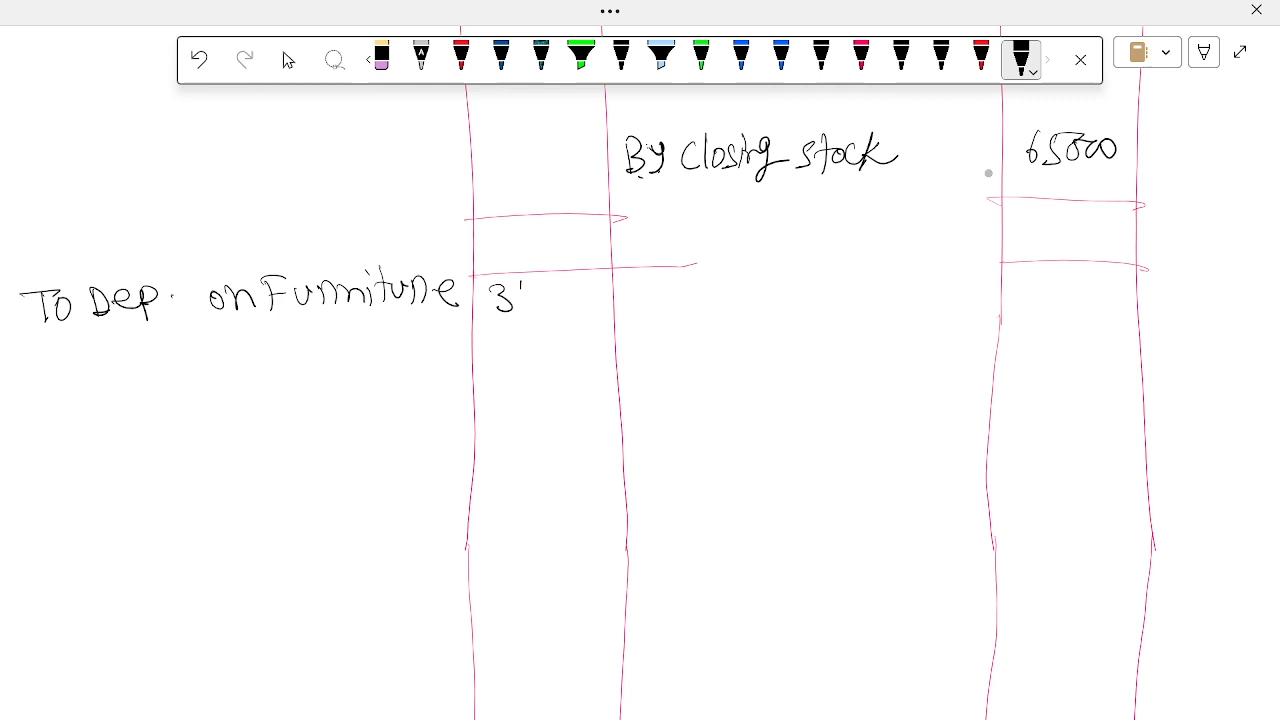 By Closing stock 65000
To Dep. on Furniture 3'